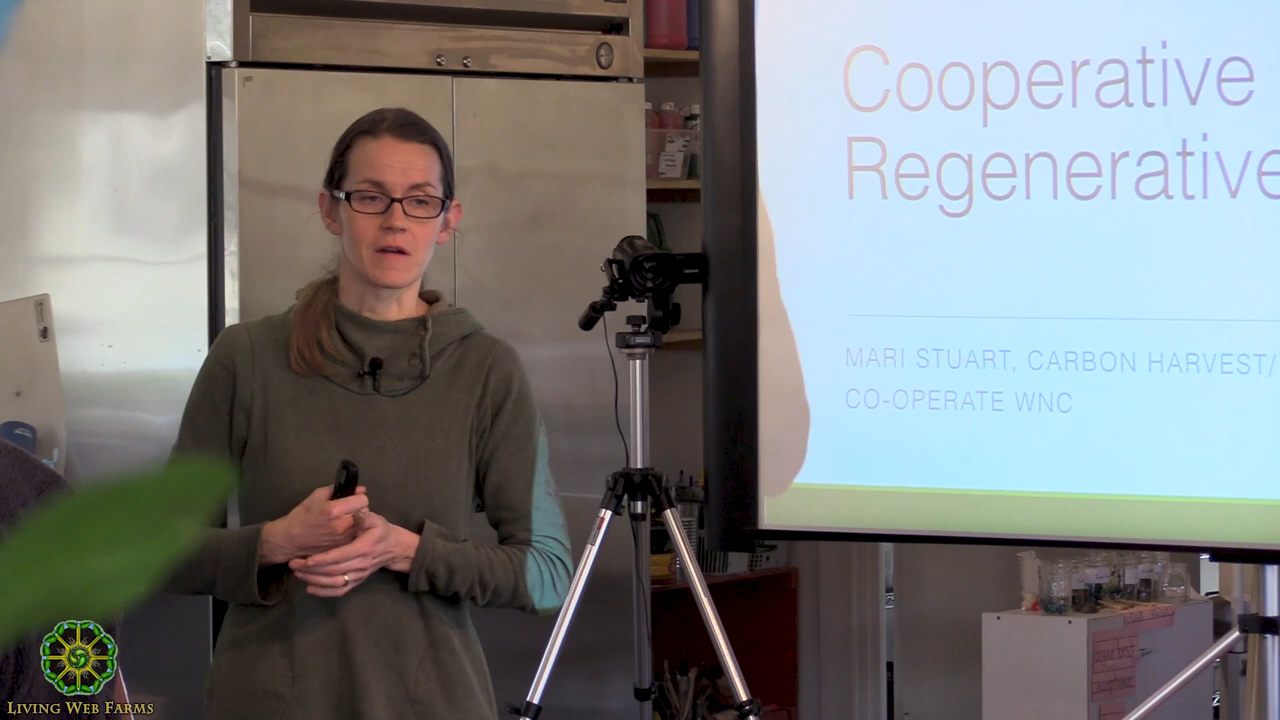 Cooperative
Regenerative
MARI STUART, CARBON HARVEST/
CO-OPERATE WNC
LIVING WEB FARMS